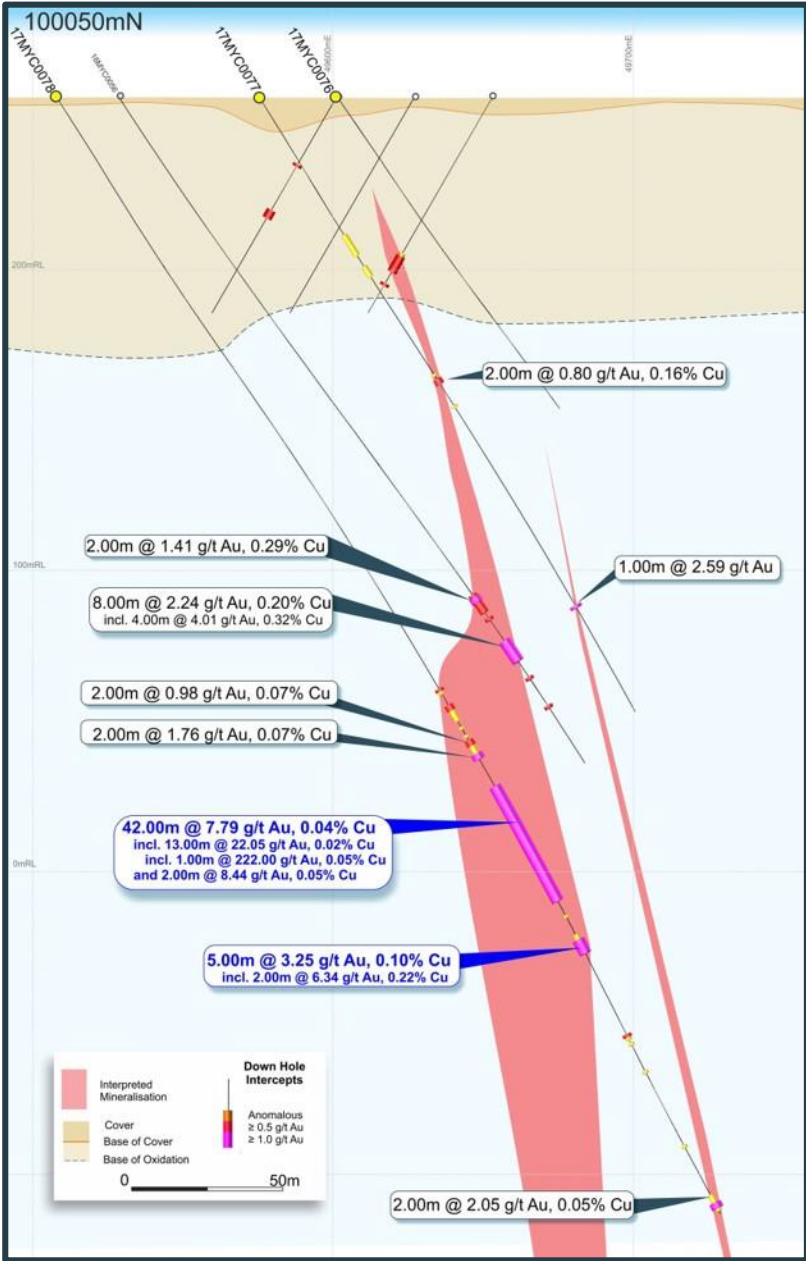 100050mN
17MYC0078
16MYC0056
17MYC0077
17MYC0076
49600mE
49700mE
200mRL
2.00m @ 0.80 g/t Au, 0.16% Cu
100mRL
2.00m @ 1.41 g/t Au, 0.29% Cu
1.00m @ 2.59 g/t Au
8.00m @ 2.24 g/t Au, 0.20% Cu
incl. 4.00m @ 4.01 g/t Au, 0.32% Cu
2.00m @ 0.98 g/t Au, 0.07% Cu
2.00m @ 1.76 g/t Au, 0.07% Cu
42.00m @ 7.79 g/t Au, 0.04% Cu
incl. 13.00m @ 22.05 g/t Au, 0.02% Cu
incl. 1.00m @ 222.00 g/t Au, 0.05% Cu
and 2.00m @ 8.44 g/t Au, 0.05% Cu
0mRL
5.00m @ 3.25 g/t Au, 0.10% Cu
incl. 2.00m @ 6.34 g/t Au, 0.22% Cu
Interpreted
Mineralisation
Cover
Base of Cover
Base of Oxidation
Down Hole
Intercepts
Anomalous
≥ 0.5 g/t Au
≥ 1.0 g/t Au
0 50m
2.00m @ 2.05 g/t Au, 0.05% Cu